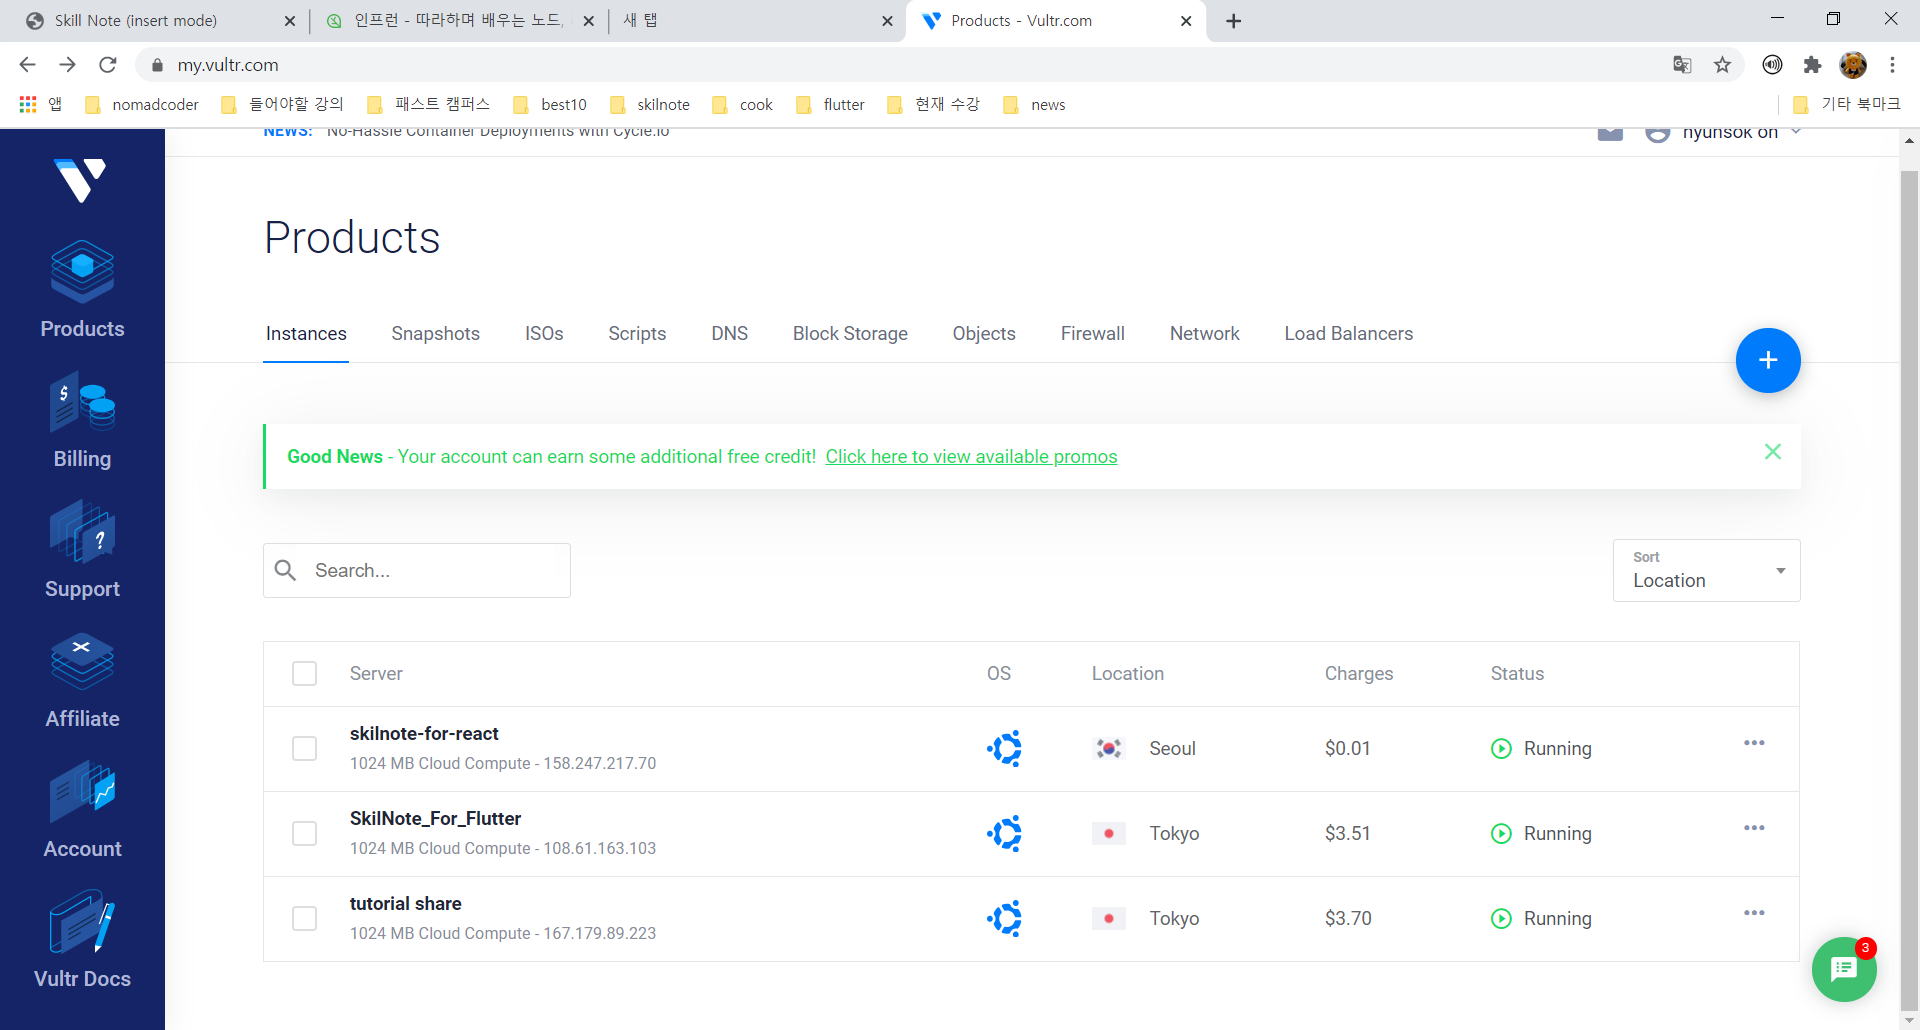 Skill Note (insert mode)
인프런 - 따라하며 배우는 노드,
새 탭
Products - Vultr.com
my.vultr.com
앱
nomadcoder
들어야할 강의
패스트 캠퍼스
best10
skilnote
cook
flutter
현재 수강
news
기타 북마크
NEWS: No-Hassle Container Deployments with Cycle.io
hyunsok oh
Products
Billing
Support
Affiliate
Account
Vultr Docs
Products
Instances
Snapshots
ISOs
Scripts
DNS
Block Storage
Objects
Firewall
Network
Load Balancers
+
Good News - Your account can earn some additional free credit! Click here to view available promos
Search...
Sort
Location
Server OS Location Charges Status
skilnote-for-react
1024 MB Cloud Compute - 158.247.217.70
Seoul $0.01 Running
SkilNote_For_Flutter
1024 MB Cloud Compute - 108.61.163.103
Tokyo $3.51 Running
tutorial share
1024 MB Cloud Compute - 167.179.89.223
Tokyo $3.70 Running
3